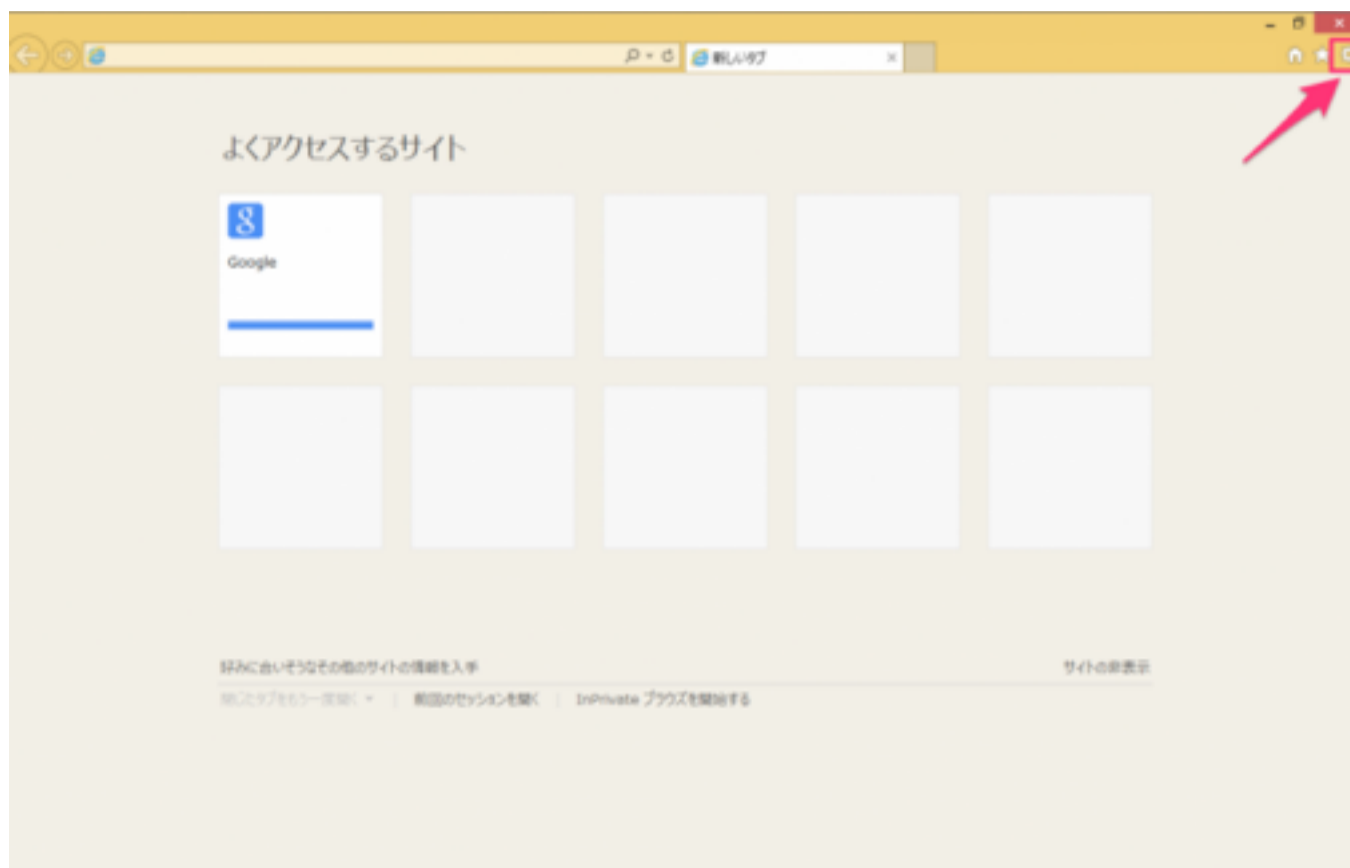 新しいタブ
よくアクセスするサイト
Google
好みに合いそうなその他のサイトの情報を入手
サイトの非表示
閉じたタブをもう一度開く
前回のセッションを開く
InPrivate ブラウズを開始する